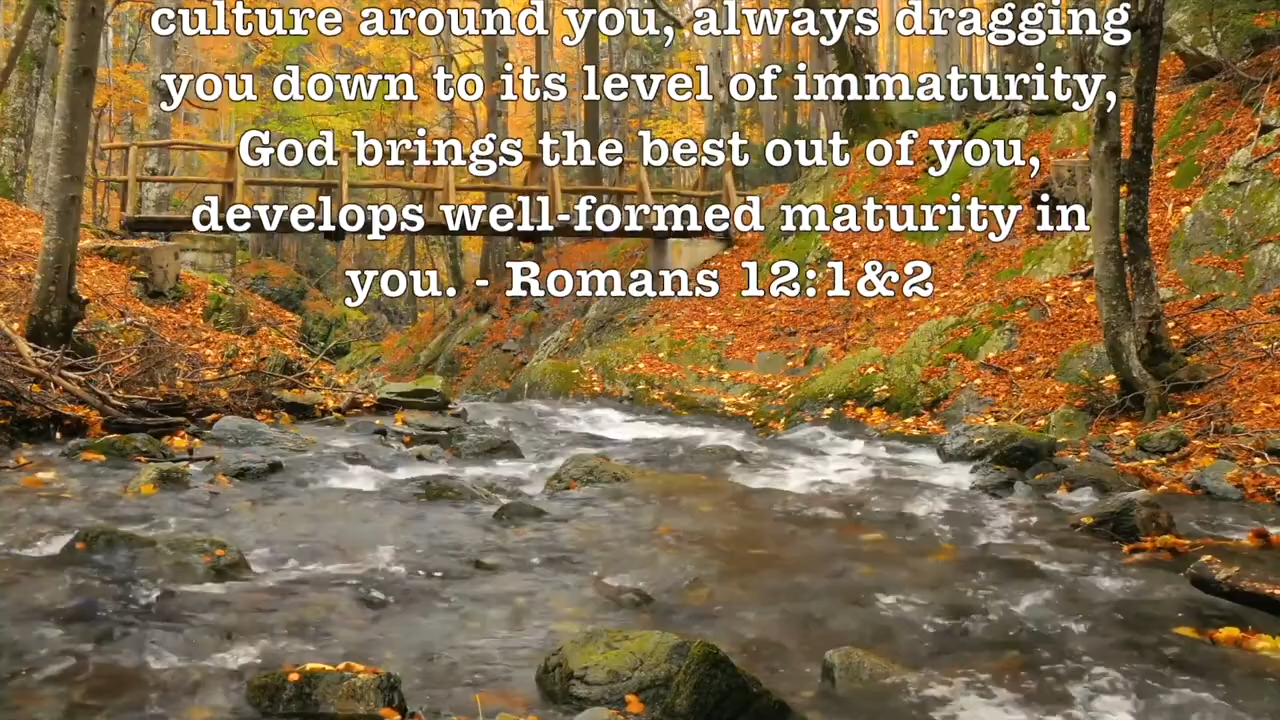 culture around you, always dragging
you down to its level of immaturity,
God brings the best out of you,
develops well-formed maturity in
you. - Romans 12:1&2